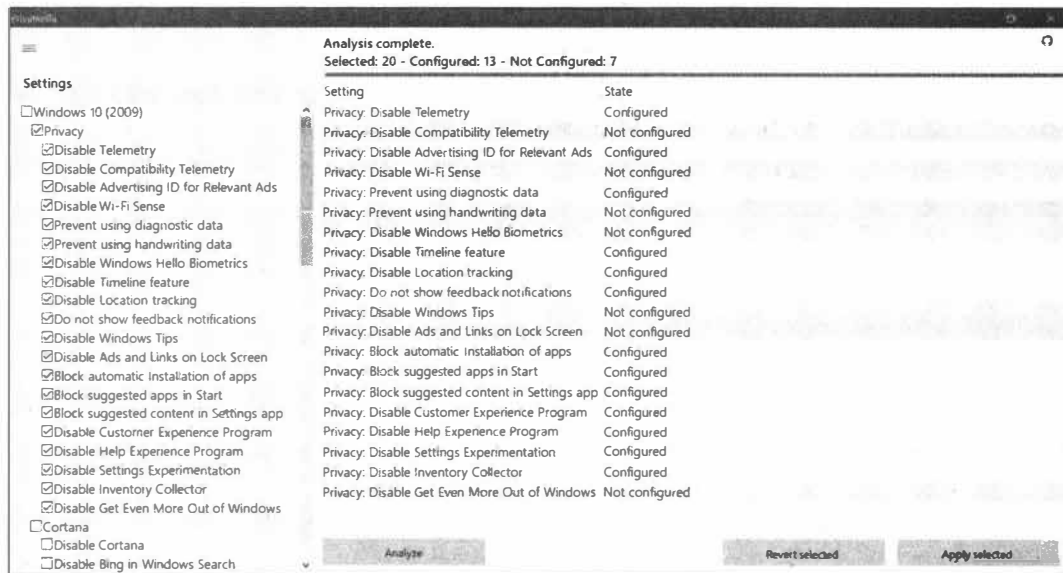 Analysis complete.
Selected: 20 - Configured: 13 - Not Configured: 7
Settings
Windows 10 (2009)
Privacy
Disable Telemetry
Disable Compatibility Telemetry
Disable Advertising ID for Relevant Ads
Disable Wi-Fi Sense
Prevent using diagnostic data
Prevent using handwriting data
Disable Windows Hello Biometrics
Disable Timeline feature
Disable Location tracking
Do not show feedback notifications
Disable Windows Tips
Disable Ads and Links on Lock Screen
Block automatic Installation of apps
Block suggested apps in Start
Block suggested content in Settings app
Disable Customer Experience Program
Disable Help Experience Program
Disable Settings Experimentation
Disable Inventory Collector
Disable Get Even More Out of Windows
Cortana
Disable Cortana
Disable Bing in Windows Search
Setting State
Privacy: Disable Telemetry Configured
Privacy: Disable Compatibility Telemetry Not configured
Privacy: Disable Advertising ID for Relevant Ads Configured
Privacy: Disable Wi-Fi Sense Not configured
Privacy: Prevent using diagnostic data Configured
Privacy: Prevent using handwriting data Not configured
Privacy: Disable Windows Hello Biometrics Not configured
Privacy: Disable Timeline feature Configured
Privacy: Disable Location tracking Configured
Privacy: Do not show feedback notifications Configured
Privacy: Disable Windows Tips Not configured
Privacy: Disable Ads and Links on Lock Screen Not configured
Privacy: Block automatic Installation of apps Configured
Privacy: Block suggested apps in Start Configured
Privacy: Block suggested content in Settings app Configured
Privacy: Disable Customer Experience Program Configured
Privacy: Disable Help Experience Program Configured
Privacy: Disable Settings Experimentation Configured
Privacy: Disable Inventory Collector Configured
Privacy: Disable Get Even More Out of Windows Not configured
Analyze
Revert selected
Apply selected